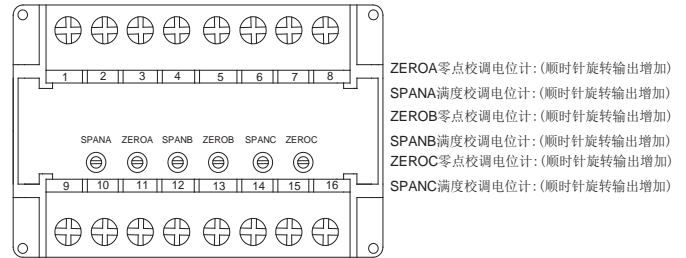 1 2 3 4 5 6 7 8
SPANA ZEROA SPANB ZEROB SPANC ZEROC
9 10 11 12 13 14 15 16
ZEROA零点校调电位计:(顺时针旋转输出增加)
SPANA满度校调电位计:(顺时针旋转输出增加)
ZEROB零点校调电位计:(顺时针旋转输出增加)
SPANB满度校调电位计:(顺时针旋转输出增加)
ZEROC零点校调电位计:(顺时针旋转输出增加)
SPANC满度校调电位计:(顺时针旋转输出增加)